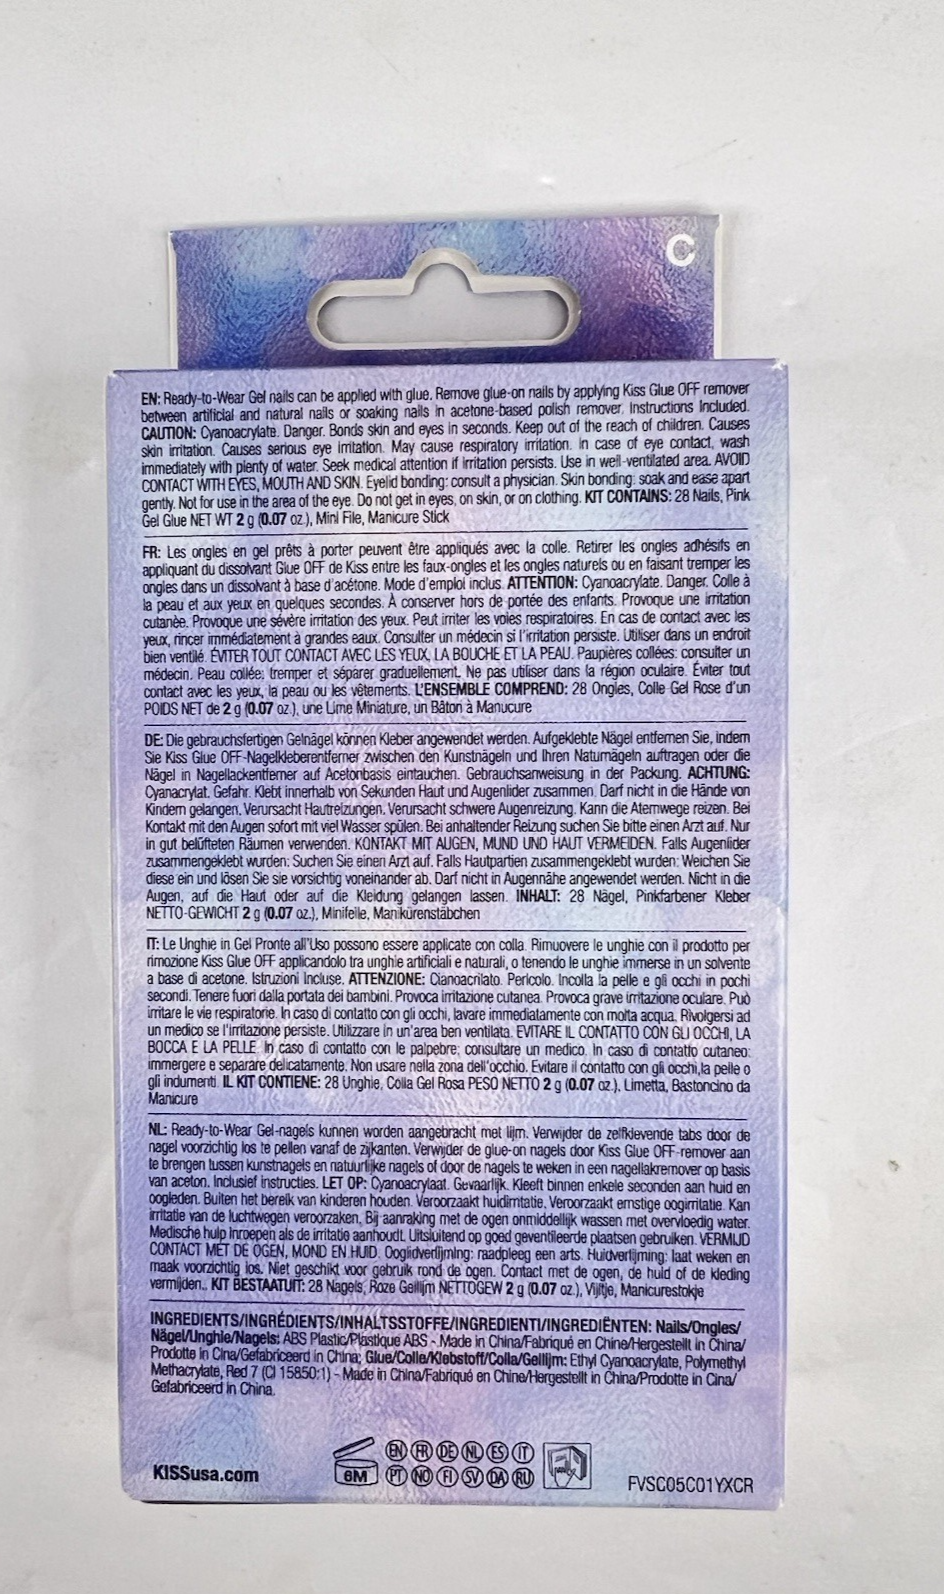 C
EN: Ready-to-Wear Gel nails can be applied with glue. Remove glue-on nails by applying Kiss Glue OFF remover
between artificial and natural nails or soaking nails in acetone-based polish remover. Instructions Included.
CAUTION: Cyanoacrylate. Danger. Bonds skin and eyes in seconds. Keep out of the reach of children. Causes
skin irritation. Causes serious eye irritation. May cause respiratory irritation. In case of eye contact, wash
immediately with plenty of water. Seek medical attention if irritation persists. Use in well-ventilated area. AVOID
CONTACT WITH EYES, MOUTH AND SKIN. Eyelid bonding: consult a physician. Skin bonding: soak and ease apart
gently. Not for use in the area of the eye. Do not get in eyes, on skin, or on clothing. KIT CONTAINS: 28 Nails, Pink
Gel Glue NET WT 2 g (0.07 oz.), Mini File, Manicure Stick
FR: Les ongles en gel prêts à porter peuvent être appliqués avec la colle. Retirer les ongles adhésifs en
appliquant du dissolvant Glue OFF de Kiss entre les faux-ongles et les ongles naturels ou en faisant tremper les
ongles dans un dissolvant à base d'acétone. Mode d'emploi inclus. ATTENTION: Cyanoacrylate. Danger. Colle à
la peau et aux yeux en quelques secondes. À conserver hors de portée des enfants. Provoque une irritation
cutanée. Provoque une sévère irritation des yeux. Peut irriter les voies respiratoires. En cas de contact avec les
yeux, rincer immédiatement à grandes eaux. Consulter un médecin si l'irritation persiste. Utiliser dans un endroit
bien ventilé. ÉVITER TOUT CONTACT AVEC LES YEUX, LA BOUCHE ET LA PEAU. Paupières collées: consulter un
médecin. Peau collée: tremper et séparer graduellement. Ne pas utiliser dans la région oculaire. Éviter tout
contact avec les yeux, la peau ou les vêtements. L'ENSEMBLE COMPREND: 28 Ongles, Colle Gel Rose d'un
POIDS NET de 2 g (0.07 oz.), une Lime Miniature, un Bâton à Manucure
DE: Die gebrauchsfertigen Gelnägel können Kleber angewendet werden. Aufgeklebte Nägel entfernen Sie, indem
Sie Kiss Glue OFF-Nagelkleberentferner zwischen den Kunstnägeln und Ihren Naturnägeln auftragen oder die
Nägel in Nagellackentferner auf Acetonbasis eintauchen. Gebrauchsanweisung in der Packung. ACHTUNG:
Cyanacrylat. Gefahr. Klebt innerhalb von Sekunden Haut und Augenlider zusammen. Darf nicht in die Hände von
Kindern gelangen. Verursacht Hautreizungen. Verursacht schwere Augenreizung. Kann die Atemwege reizen. Bei
Kontakt mit den Augen sofort mit viel Wasser spülen. Bei anhaltender Reizung suchen Sie bitte einen Arzt auf. Nur
in gut belüfteten Räumen verwenden. KONTAKT MIT AUGEN, MUND UND HAUT VERMEIDEN. Falls Augenlider
zusammengeklebt wurden: Suchen Sie einen Arzt auf. Falls Hautpartien zusammengeklebt wurden: Weichen Sie
diese ein und lösen Sie sie vorsichtig voneinander ab. Darf nicht in Augennähe angewendet werden. Nicht in die
Augen, auf die Haut oder auf die Kleidung gelangen lassen. INHALT: 28 Nägel, Pinkfarbener Kleber
NETTO-GEWICHT 2 g (0.07 oz.), Minifeile, Manikürenstäbchen
IT: Le Unghie in Gel Pronte all'Uso possono essere applicate con colla. Rimuovere le unghie con il prodotto per
rimozione Kiss Glue OFF applicandolo tra unghie artificiali e naturali, o tenendo le unghie immerse in un solvente
a base di acetone. Istruzioni Incluse. ATTENZIONE: Cianoacrilato. Pericolo. Incolla la pelle e gli occhi in pochi
secondi. Tenere fuori dalla portata dei bambini. Provoca irritazione cutanea. Provoca grave irritazione oculare. Può
irritare le vie respiratorie. In caso di contatto con gli occhi, lavare immediatamente con molta acqua. Rivolgersi ad
un medico se l'irritazione persiste. Utilizzare in un'area ben ventilata. EVITARE IL CONTATTO CON GLI OCCHI, LA
BOCCA E LA PELLE. In caso di contatto con le palpebre: consultare un medico. In caso di contatto cutaneo:
immergere e separare delicatamente. Non usare nella zona dell'occhio. Evitare il contatto con gli occhi,la pelle o
gli indumenti. IL KIT CONTIENE: 28 Unghie, Colla Gel Rosa PESO NETTO 2 g (0.07 oz.), Limetta, Bastoncino da
Manicure
NL: Ready-to-Wear Gel-nagels kunnen worden aangebracht met lijm. Verwijder de zelfklevende tabs door de
nagel voorzichtig los te pellen vanaf de zijkanten. Verwijder de glue-on nagels door Kiss Glue OFF-remover aan
te brengen tussen kunstnagels en natuurlijke nagels of door de nagels te weken in een nagellakremover op basis
van aceton. Inclusief instructies. LET OP: Cyanoacrylaat. Gevaarlijk. Kleeft binnen enkele seconden aan huid en
oogleden. Buiten het bereik van kinderen houden. Veroorzaakt huidirritatie. Veroorzaakt ernstige oogirritatie. Kan
irritatie van de luchtwegen veroorzaken. Bij aanraking met de ogen onmiddellijk wassen met overvloedig water.
Medische hulp inroepen als de irritatie aanhoudt. Uitsluitend op goed geventileerde plaatsen gebruiken. VERMIJD
CONTACT MET DE OGEN, MOND EN HUID. Ooglidverlijming: raadpleeg een arts. Huidverlijming: laat weken en
maak voorzichtig los. Niet geschikt voor gebruik rond de ogen. Contact met de ogen, de huid of de kleding
vermijden.. KIT BESTAATUIT: 28 Nagels, Roze Gellijm NETTOGEW 2 g (0.07 oz.), Vijltje, Manicurestokje
INGREDIENTS/INGRÉDIENTS/INHALTSSTOFFE/INGREDIENTI/INGREDIËNTEN: Nails/Ongles/
Nägel/Unghie/Nagels: ABS Plastic/Plastique ABS - Made in China/Fabriqué en Chine/Hergestellt in China/
Prodotte in Cina/Gefabriceerd in China; Glue/Colle/Klebstoff/Colla/Gellijm: Ethyl Cyanoacrylate, Polymethyl
Methacrylate, Red 7 (CI 15850:1) - Made in China/Fabriqué en Chine/Hergestellt in China/Prodotte in Cina/
Gefabriceerd in China.
EN FR DE NL ES IT
6M PT NO FI SV DA RU
KISSusa.com
FVSC05C01YXCR